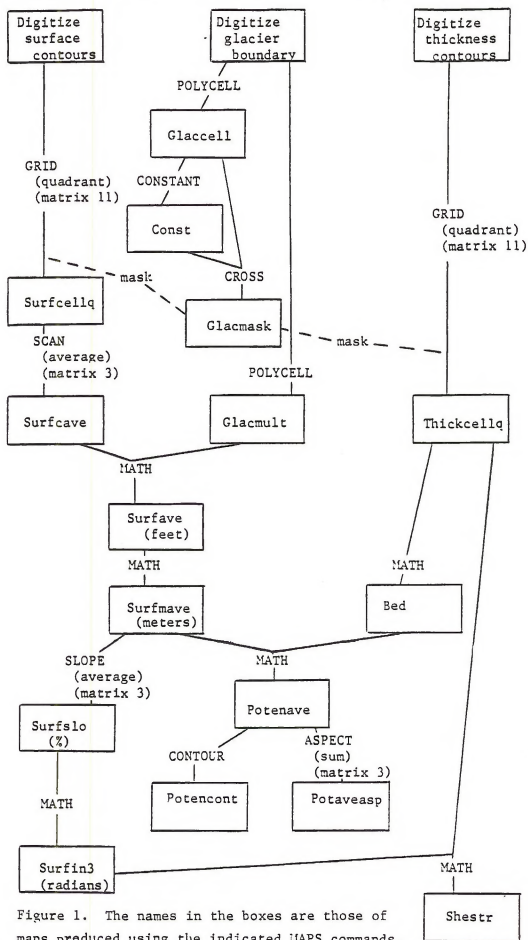 Digitize
surface
contours
Digitize
glacier
boundary
Digitize
thickness
contours
POLYCELL
Glaccell
GRID
(quadrant)
(matrix 11)
CONSTANT
Const
GRID
(quadrant)
(matrix 11)
mask
CROSS
Surfcellq
Glacmask
mask
SCAN
(average)
(matrix 3)
POLYCELL
Surfcave
Glacmult
Thickcellq
MATH
Surfave
(feet)
MATH
MATH
Surfmave
(meters)
Bed
SLOPE
(average)
(matrix 3)
MATH
Surfslo
(%)
Potenave
CONTOUR
ASPECT
(sum)
(matrix 3)
MATH
Potencont
Potaveasp
Surfin3
(radians)
MATH
Shestr
Figure 1. The names in the boxes are those of
maps produced using the indicated MAPS commands